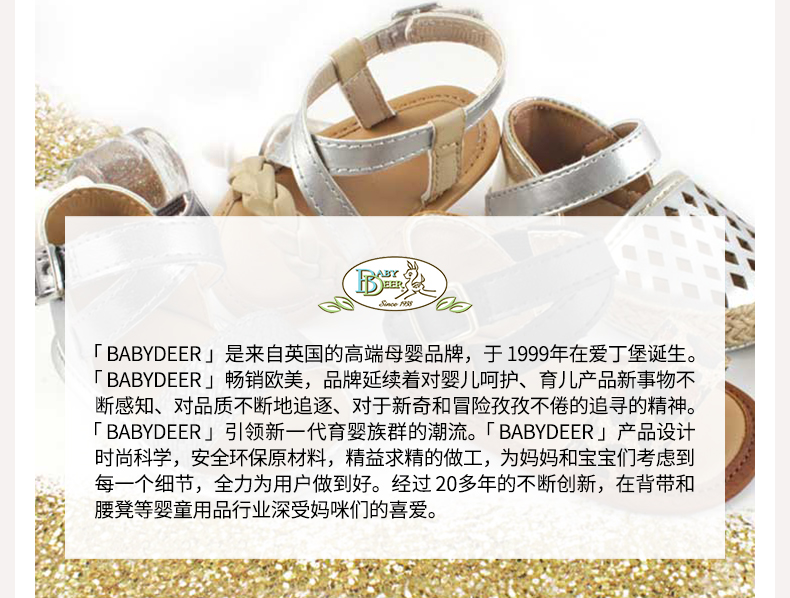 BABY
DEER
Since 1998
「BABYDEER」是来自英国的高端母婴品牌，于1999年在爱丁堡诞生。
「BABYDEER」畅销欧美，品牌延续着对婴儿呵护、育儿产品新事物不
断感知、对品质不断地追逐、对于新奇和冒险孜孜不倦的追寻的精神。
「BABYDEER」引领新一代育婴族群的潮流。「BABYDEER」产品设计
时尚科学，安全环保原材料，精益求精的做工，为妈妈和宝宝们考虑到
每一个细节，全力为用户做到好。经过20多年的不断创新，在背带和
腰凳等婴童用品行业深受妈咪们的喜爱。